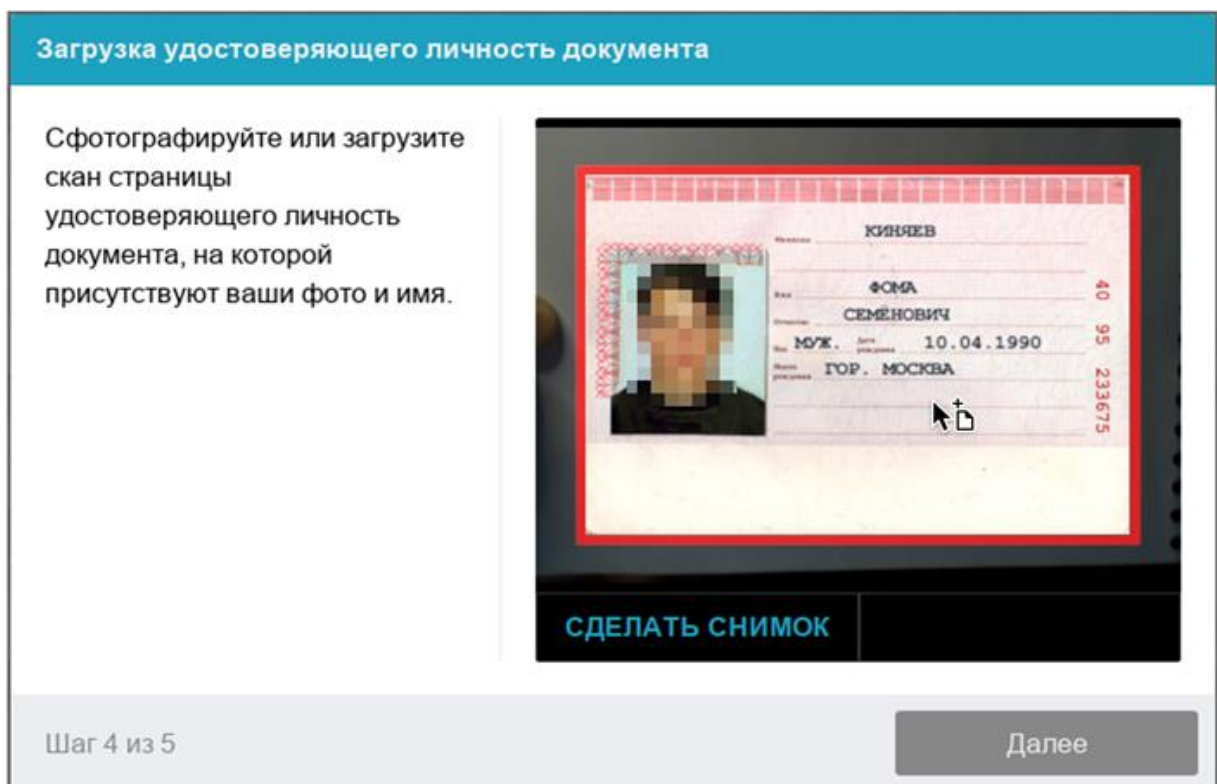 Загрузка удостоверяющего личность документа
Сфотографируйте или загрузите
скан страницы
удостоверяющего личность
документа, на которой
присутствуют ваши фото и имя.
КИНЯЕВ
ФОМА
СЕМЁНОВИЧ
МУЖ. 10.04.1990
ГОР. МОСКВА
40 95 233675
СДЕЛАТЬ СНИМОК
Шаг 4 из 5
Далее